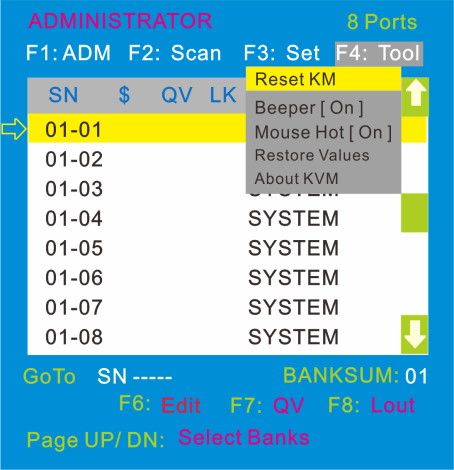 ADMINISTRATOR 8 Ports
F1: ADM F2: Scan F3: Set F4: Tool
Reset KM
SN $ QV LK
Beeper [ On ]
01-01
Mouse Hot [ On ]
01-02
Restore Values
About KVM
01-03
01-04 SYSTEM
01-05 SYSTEM
01-06 SYSTEM
01-07 SYSTEM
01-08 SYSTEM
GoTo SN ----- BANKSUM: 01
F6: Edit F7: QV F8: Lout
Page UP/ DN: Select Banks